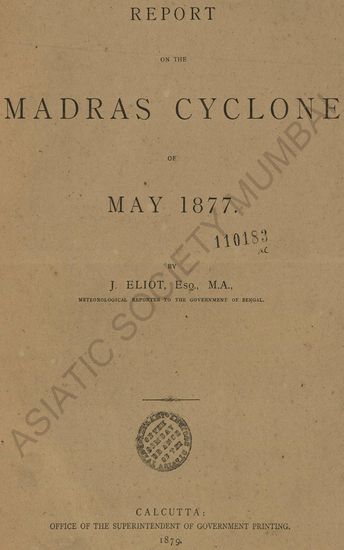 REPORT
ON THE
MADRAS CYCLONE
OF
MAY 1877.
110183
BY
J. ELIOT, ESQ., M.A.,
METEOROLOGICAL REPORTER TO THE GOVERNMENT OF BENGAL.
ASIATIC SOCIETY MUMBAI
CALCUTTA:
OFFICE OF THE SUPERINTENDENT OF GOVERNMENT PRINTING.
1879.